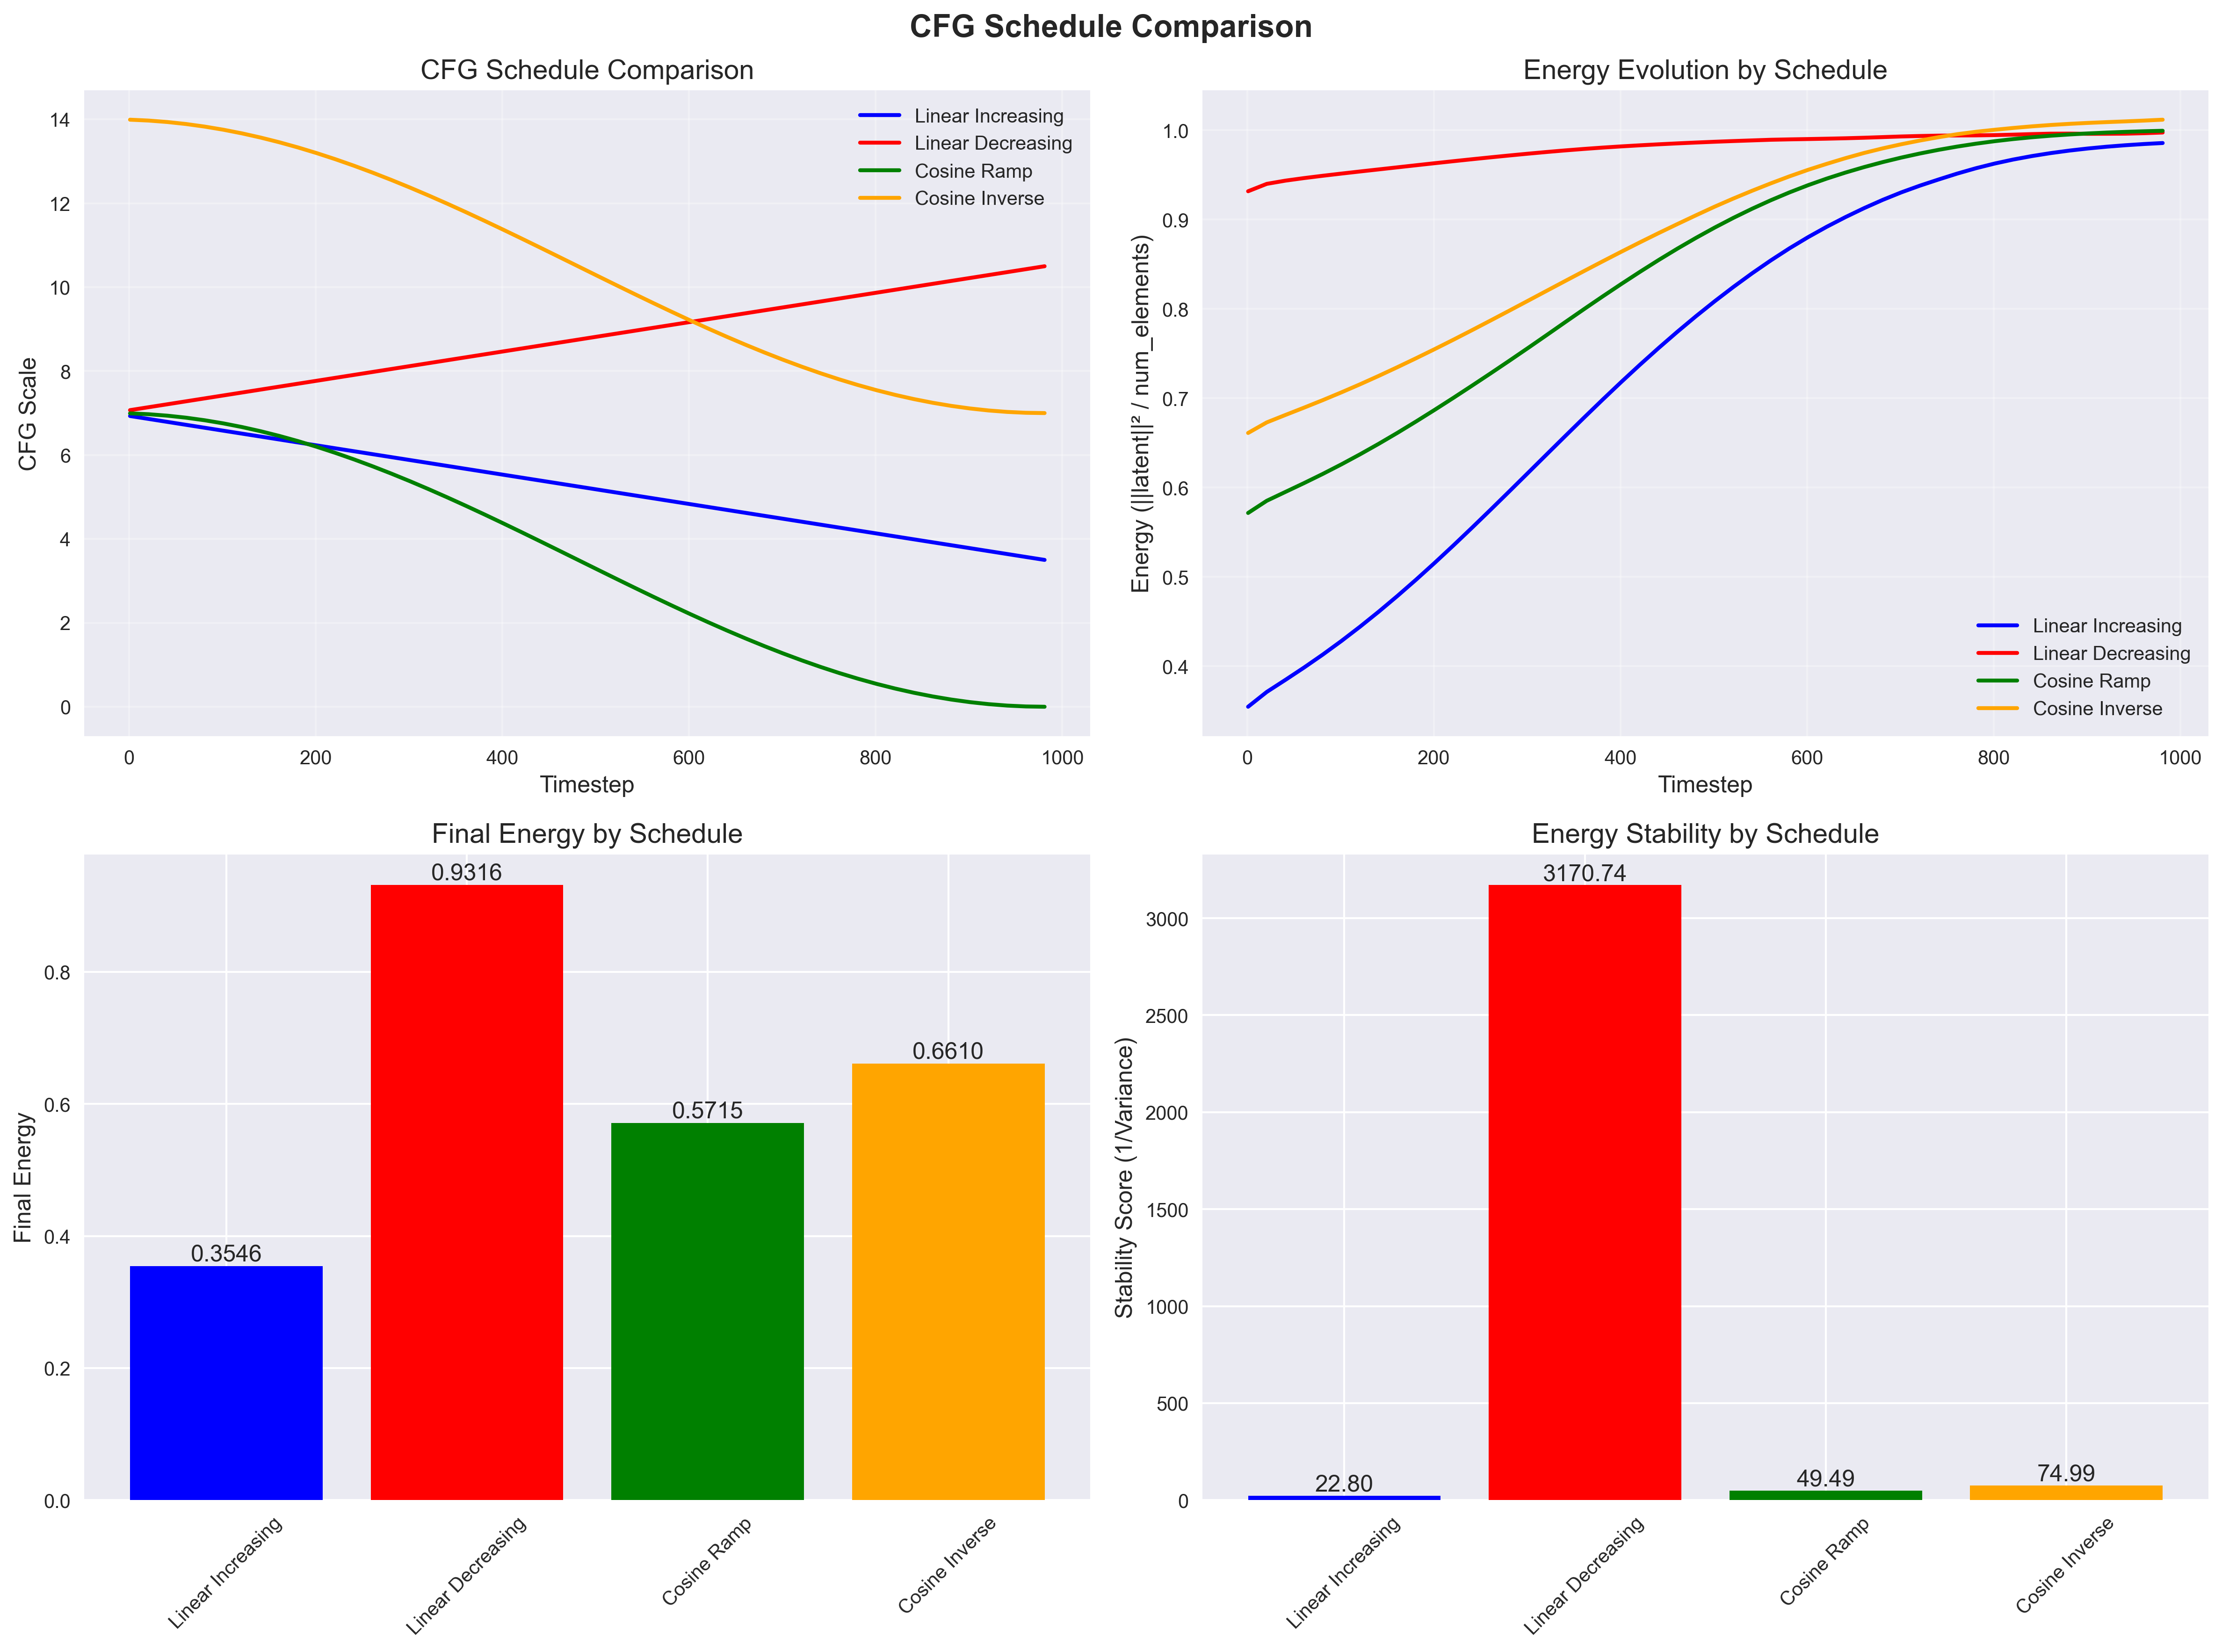 CFG Schedule Comparison
CFG Schedule Comparison
CFG Scale
14
12
10
8
6
4
2
0
0 200 400 600 800 1000
Timestep
Linear Increasing
Linear Decreasing
Cosine Ramp
Cosine Inverse
Energy Evolution by Schedule
Energy (||latent||² / num_elements)
1.0
0.9
0.8
0.7
0.6
0.5
0.4
0 200 400 600 800 1000
Timestep
Linear Increasing
Linear Decreasing
Cosine Ramp
Cosine Inverse
Final Energy by Schedule
Final Energy
0.8
0.6
0.4
0.2
0.0
0.3546
0.9316
0.5715
0.6610
Linear Increasing
Linear Decreasing
Cosine Ramp
Cosine Inverse
Energy Stability by Schedule
Stability Score (1/Variance)
3000
2500
2000
1500
1000
500
0
22.80
3170.74
49.49
74.99
Linear Increasing
Linear Decreasing
Cosine Ramp
Cosine Inverse